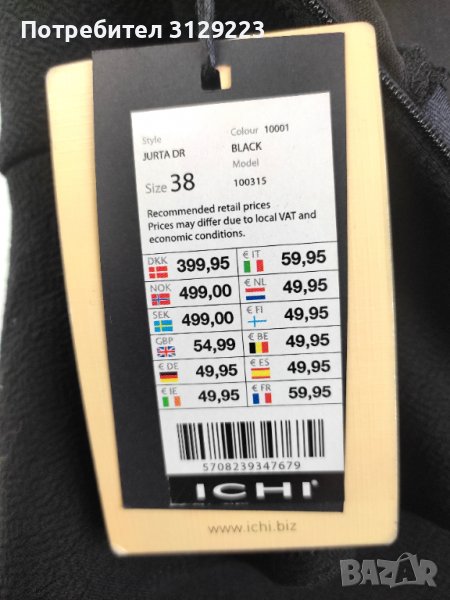 Потребител 3129223
Style
JURTA DR
Colour 10001
BLACK
Model
100315
Size 38
Recommended retail prices
Prices may differ due to local VAT and
economic conditions.
DKK 399,95 € IT 59,95
NOK 499,00 € NL 49,95
SEK 499,00 € FI 49,95
GBP 54,99 € BE 49,95
€ DE 49,95 € ES 49,95
€ IE 49,95 € FR 59,95
5708239347679
ICHI
www.ichi.biz
BAZAR